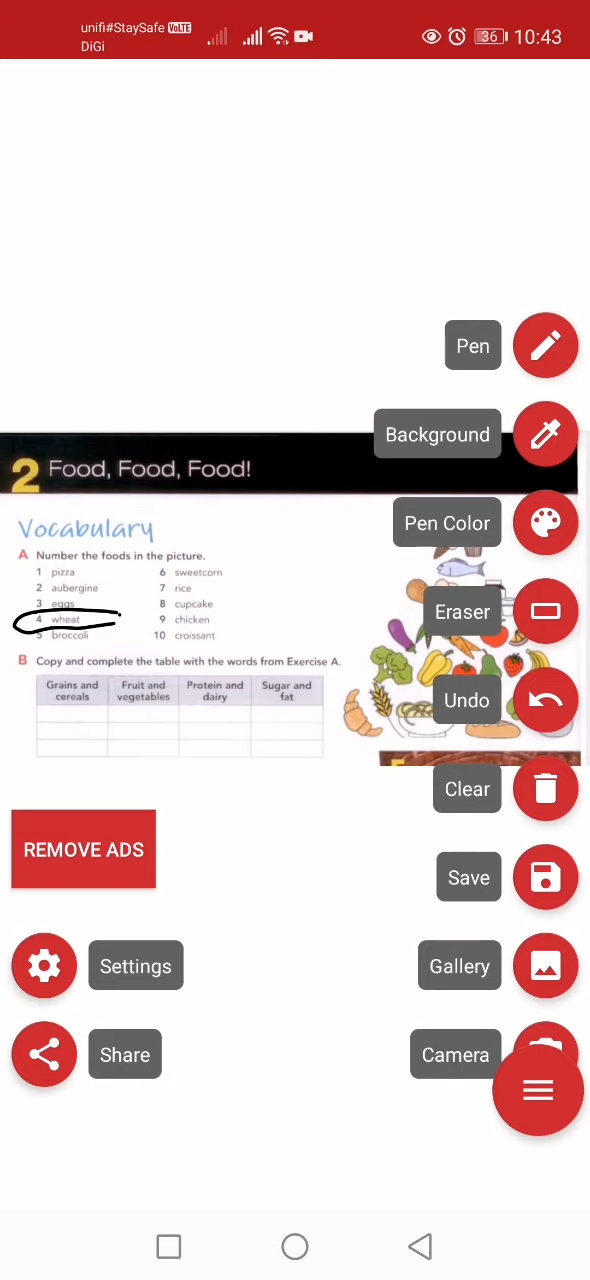 unifi#StaySafe VoLTE
DiGi
36 10:43
Pen
Background
2 Food, Food, Food!
Vocabulary
Pen Color
A Number the foods in the picture.
1 pizza 6 sweetcorn
2 aubergine 7 rice
3 eggs 8 cupcake
4 wheat 9 chicken
5 broccoli 10 croissant
Eraser
B Copy and complete the table with the words from Exercise A.
Grains and cereals Fruit and vegetables Protein and dairy Sugar and fat
Undo
Clear
REMOVE ADS
Save
Settings
Gallery
Share
Camera